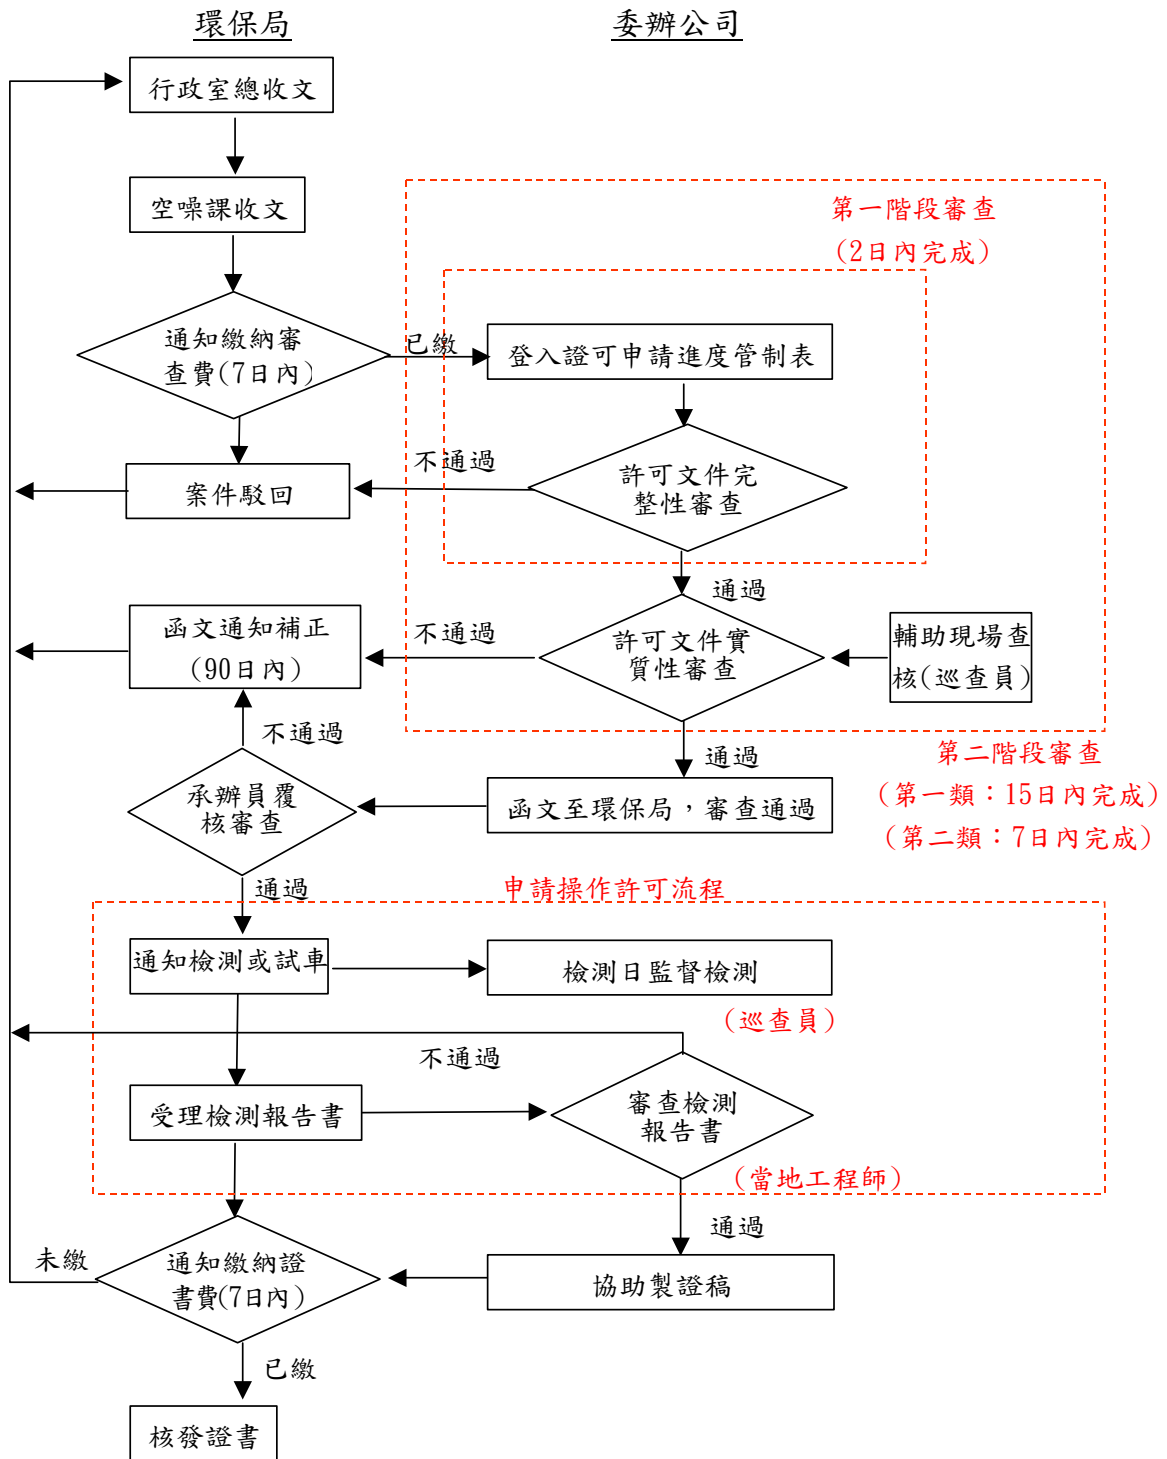 環保局
委辦公司
行政室總收文
空噪課收文
第一階段審查
(2日內完成)
通知繳納審
查費(7日內)
已繳
登入證可申請進度管制表
不通過
許可文件完
整性審查
案件駁回
通過
函文通知補正
(90日內)
不通過
許可文件實
質性審查
輔助現場查
核(巡查員)
不通過
通過
第二階段審查
(第一類：15日內完成)
(第二類：7日內完成)
承辦員覆
核審查
函文至環保局，審查通過
通過
申請操作許可流程
通知檢測或試車
檢測日監督檢測
(巡查員)
不通過
受理檢測報告書
審查檢測
報告書
(當地工程師)
通過
未繳
通知繳納證
書費(7日內)
協助製證稿
已繳
核發證書